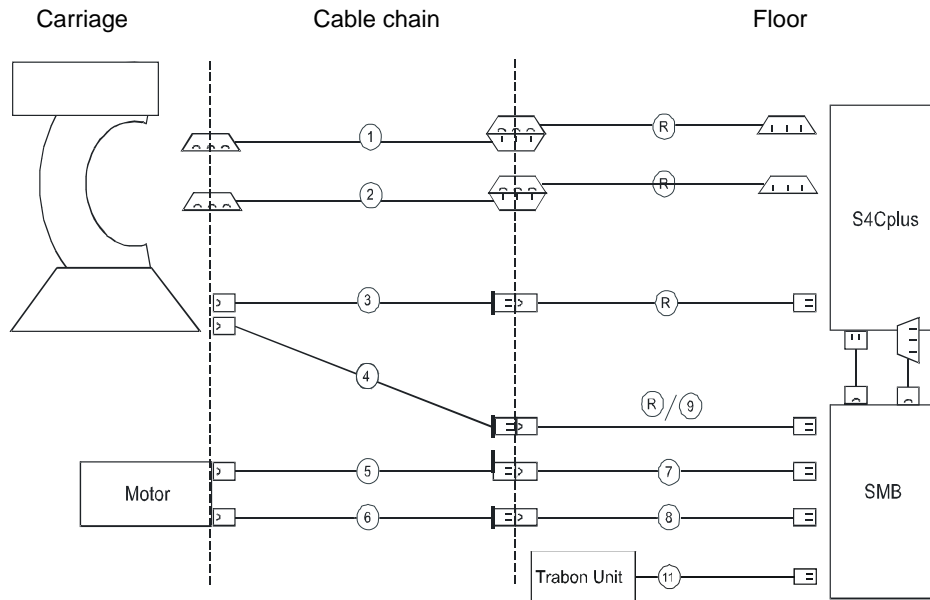 Carriage Cable chain Floor
1 R
2 R
S4Cplus
3 R
4
R/9
5 7
Motor SMB
6 8
Trabon Unit 11